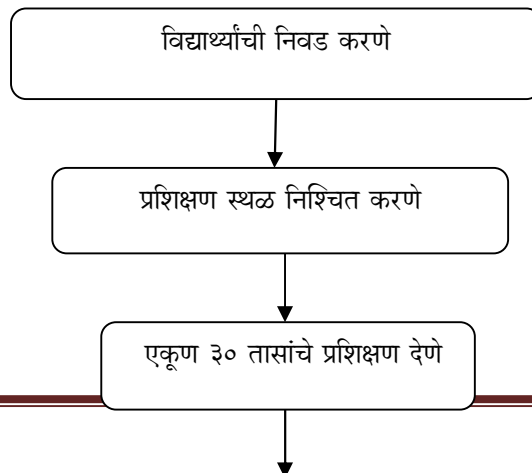 विद्यार्थ्यांची निवड करणे
प्रशिक्षण स्थळ निश्चित करणे
एकूण ३० तासांचे प्रशिक्षण देणे